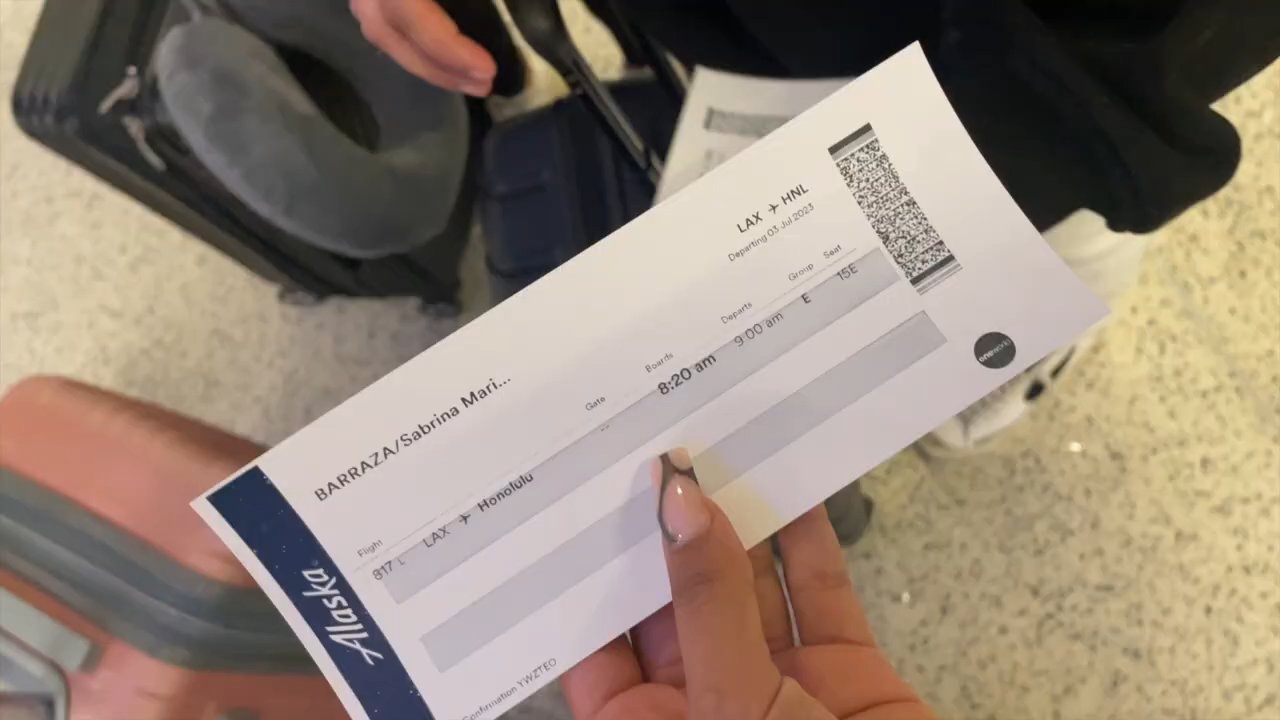 LAX ✈ HNL
Departing 03 Jul 2023
BARRAZA/Sabrina Mari...
Flight Gate Boards Departs Group Seat
817 L LAX ✈ Honolulu -- 8:20 am 9:00 am E 15E
Confirmation YWZTEO
Alaska
oneworld